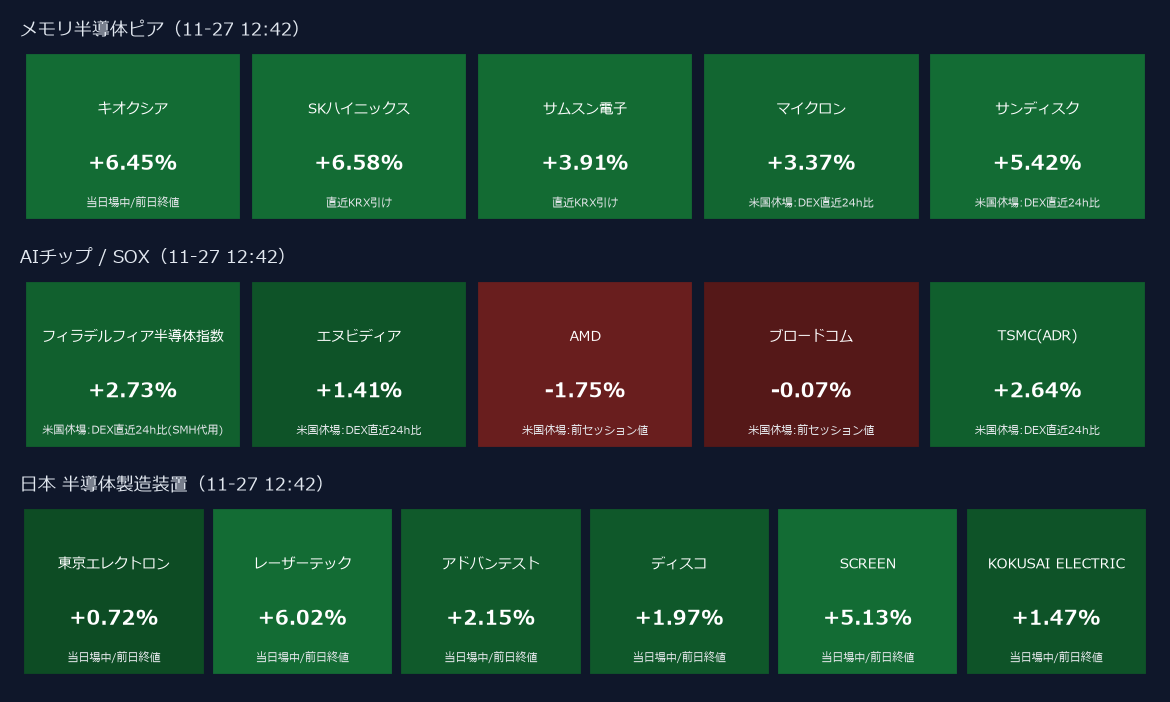 メモリ半導体ピア（11-27 12:42）
キオクシア
+6.45%
当日場中/前日終値
SKハイニックス
+6.58%
直近KRX引け
サムスン電子
+3.91%
直近KRX引け
マイクロン
+3.37%
米国休場:DEX直近24h比
サンディスク
+5.42%
米国休場:DEX直近24h比
AIチップ / SOX（11-27 12:42）
フィラデルフィア半導体指数
+2.73%
米国休場:DEX直近24h比(SMH代用)
エヌビディア
+1.41%
米国休場:DEX直近24h比
AMD
-1.75%
米国休場:前セッション値
ブロードコム
-0.07%
米国休場:前セッション値
TSMC(ADR)
+2.64%
米国休場:DEX直近24h比
日本 半導体製造装置（11-27 12:42）
東京エレクトロン
+0.72%
当日場中/前日終値
レーザーテック
+6.02%
当日場中/前日終値
アドバンテスト
+2.15%
当日場中/前日終値
ディスコ
+1.97%
当日場中/前日終値
SCREEN
+5.13%
当日場中/前日終値
KOKUSAI ELECTRIC
+1.47%
当日場中/前日終値